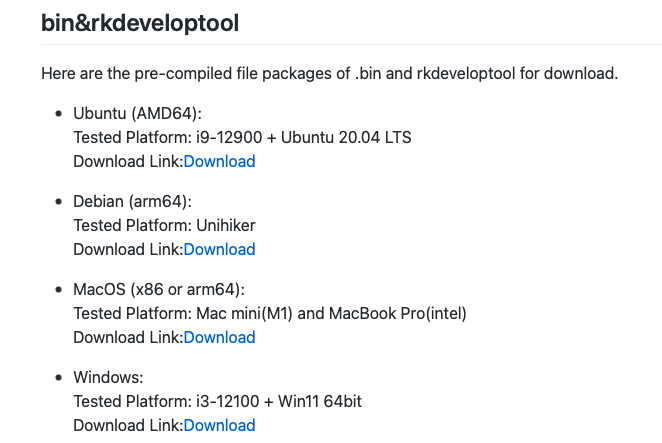 bin&rkdeveloptool
Here are the pre-compiled file packages of .bin and rkdeveloptool for download.
• Ubuntu (AMD64):
Tested Platform: i9-12900 + Ubuntu 20.04 LTS
Download Link:Download
• Debian (arm64):
Tested Platform: Unihiker
Download Link:Download
• MacOS (x86 or arm64):
Tested Platform: Mac mini(M1) and MacBook Pro(intel)
Download Link:Download
• Windows:
Tested Platform: i3-12100 + Win11 64bit
Download Link:Download